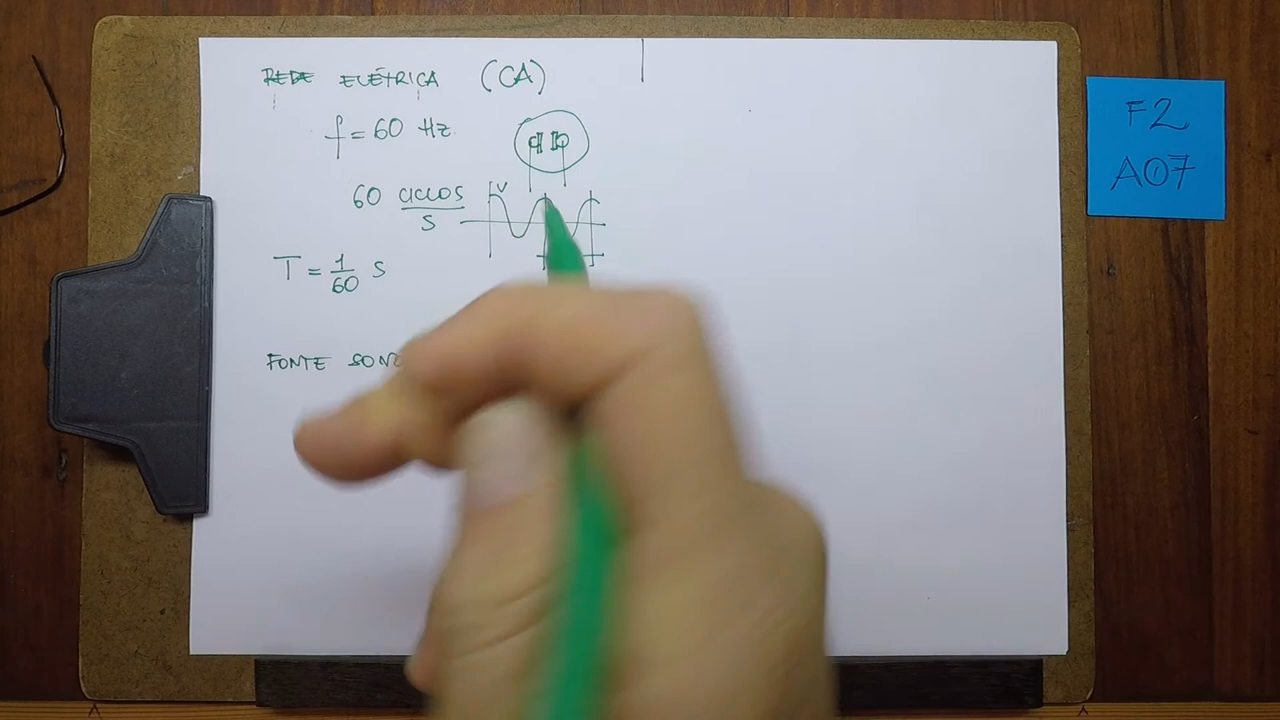 REDE ELÉTRICA (CA)
f = 60 Hz.
60 CICLOS
S
V
T = 1
60 S
FONTE
F2
A07